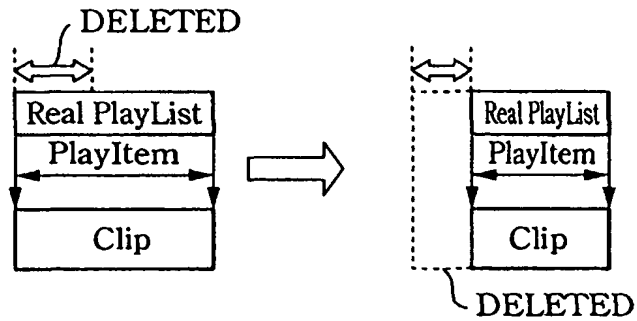 DELETED
Real PlayList
PlayItem
Clip
Real PlayList
PlayItem
Clip
DELETED